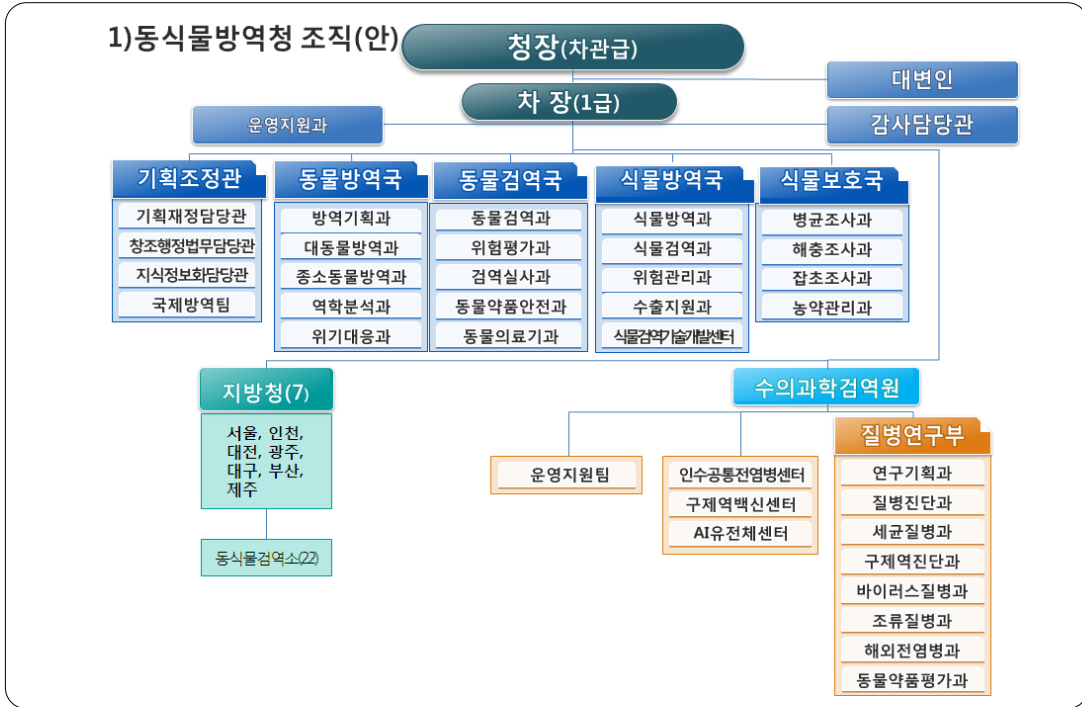 1)동식물방역청 조직(안)
청장(차관급)
대변인
차 장(1급)
운영지원과
감사담당관
기획조정관
기획재정담당관
창조행정법무담당관
지식정보화담당관
국제방역팀
동물방역국
방역기획과
대동물방역과
종소동물방역과
역학분석과
위기대응과
동물검역국
동물검역과
위험평가과
검역실사과
동물약품안전과
동물의료기과
식물방역국
식물방역과
식물검역과
위험관리과
수출지원과
식물검역기술개발센터
식물보호국
병균조사과
해충조사과
잡초조사과
농약관리과
지방청(7)
서울, 인천,
대전, 광주,
대구, 부산,
제주
동식물검역소(22)
수의과학검역원
운영지원팀
인수공통전염병센터
구제역백신센터
AI유전체센터
질병연구부
연구기획과
질병진단과
세균질병과
구제역진단과
바이러스질병과
조류질병과
해외전염병과
동물약품평가과